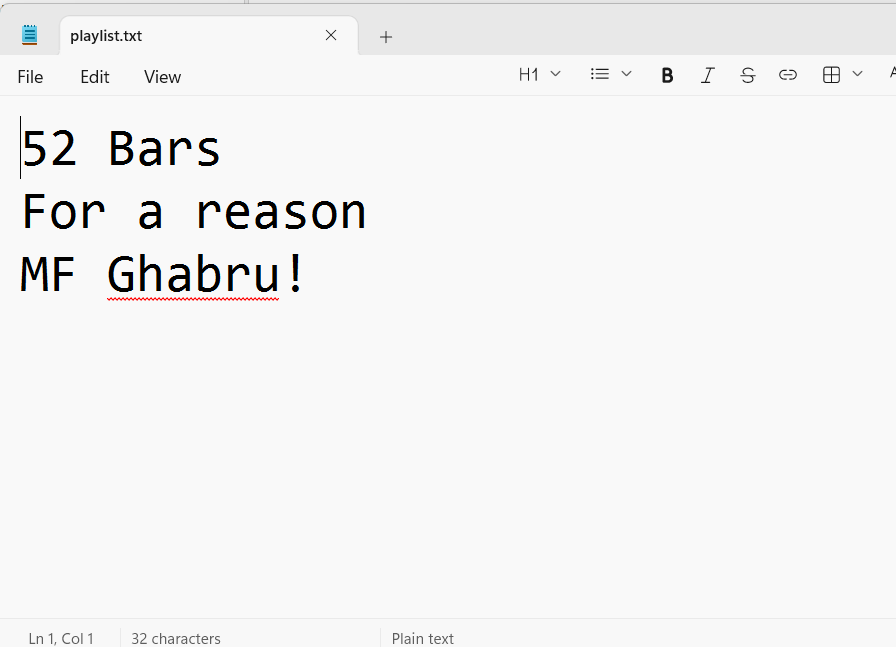 playlist.txt
File Edit View H1 B I S
52 Bars
For a reason
MF Ghabru!
Ln 1, Col 1 32 characters Plain text